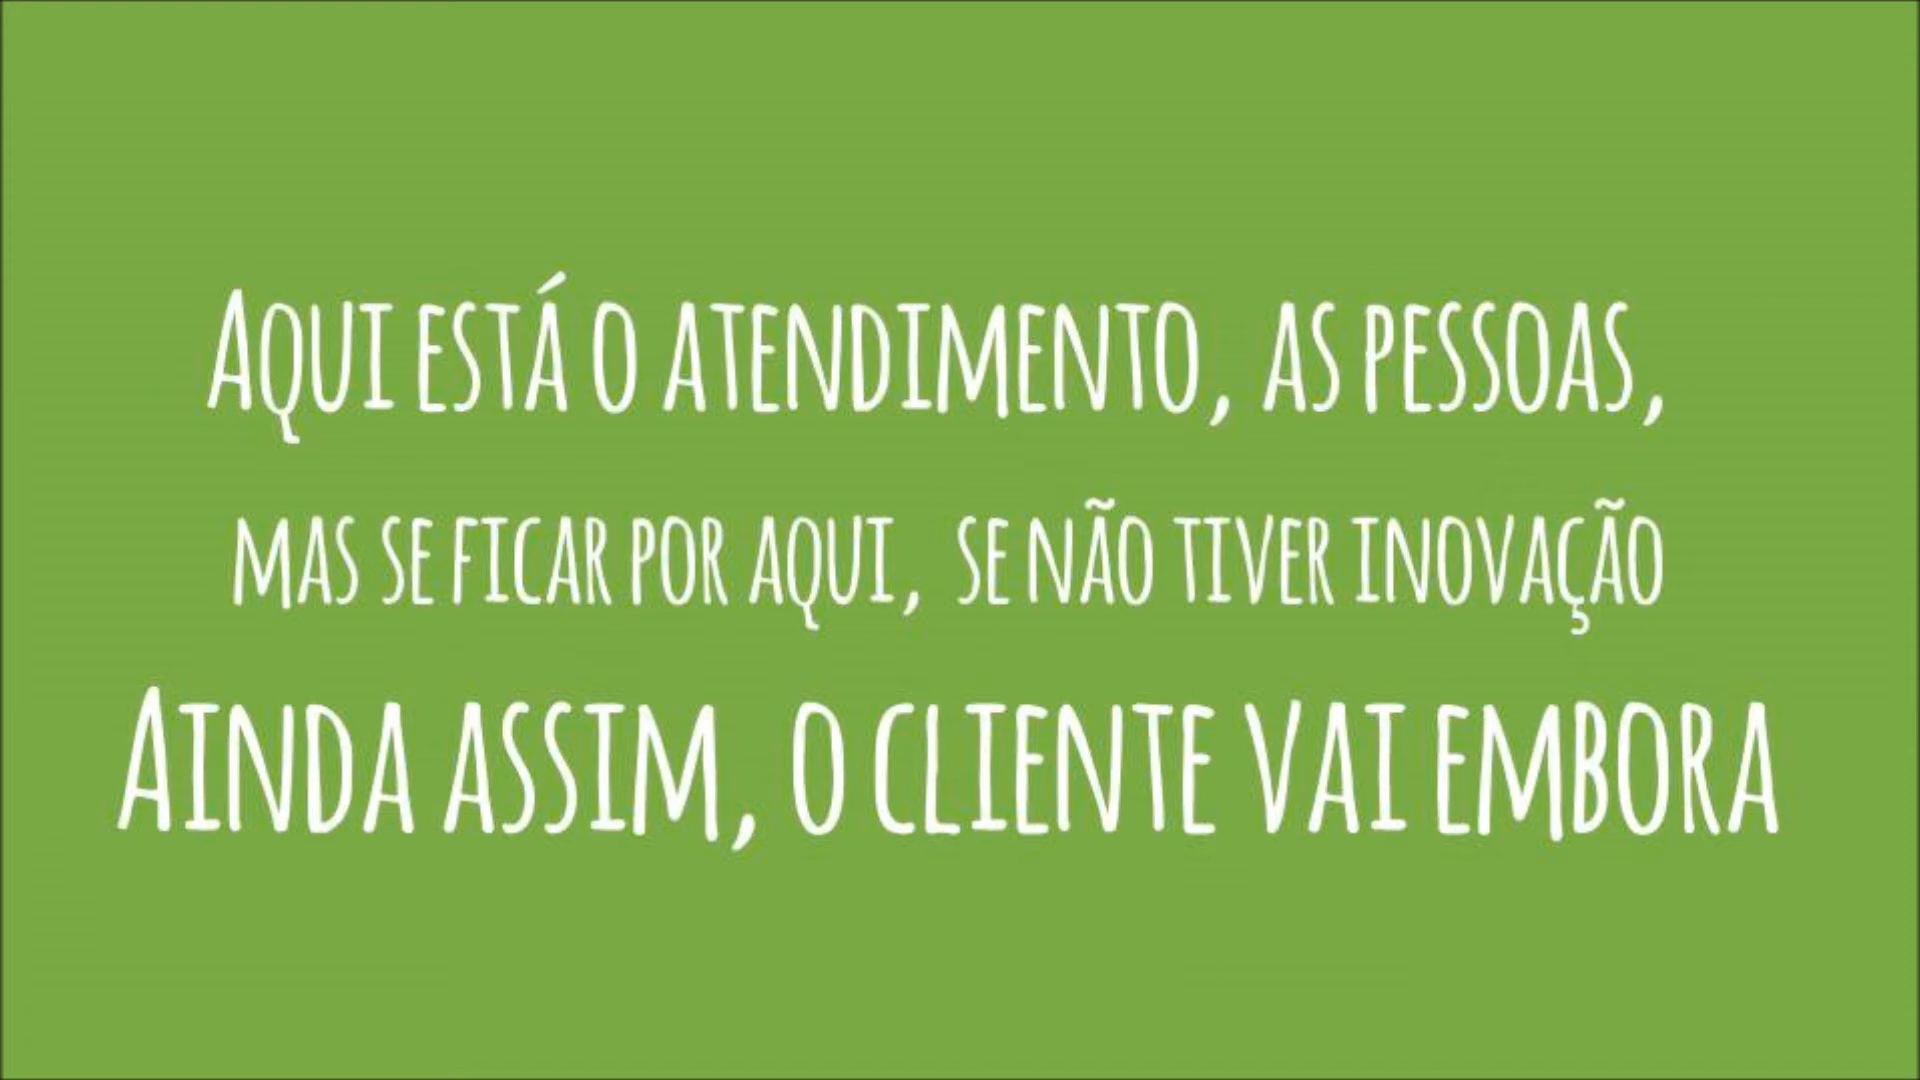 Aqui está o atendimento, as pessoas,
mas se ficar por aqui, se não tiver inovação
Ainda assim, o cliente vai embora